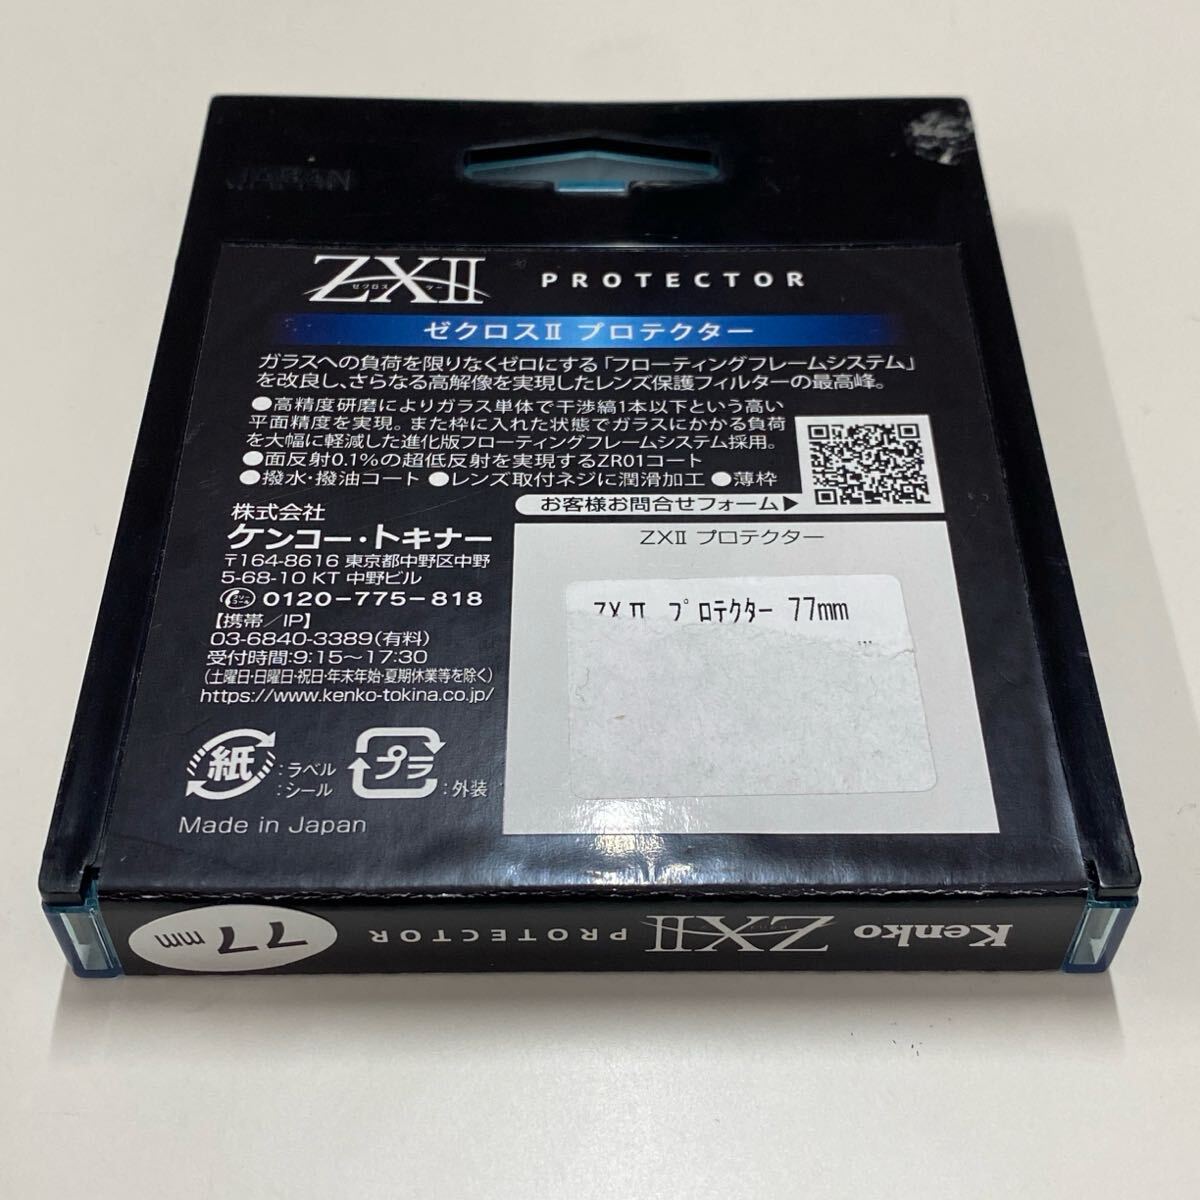 JAPAN
ZXII PROTECTOR
ゼクロス ツー
ゼクロスⅡ プロテクター
ガラスへの負荷を限りなくゼロにする「フローティングフレームシステム」
を改良し、さらなる高解像を実現したレンズ保護フィルターの最高峰。
●高精度研磨によりガラス単体で干渉縞1本以下という高い
平面精度を実現。また枠に入れた状態でガラスにかかる負荷
を大幅に軽減した進化版フローティングフレームシステム採用。
●面反射0.1%の超低反射を実現するZR01コート
●撥水・撥油コート ●レンズ取付ネジに潤滑加工 ●薄枠
お客様お問合せフォーム▶
株式会社
ケンコー・トキナー
〒164-8616 東京都中野区中野
5-68-10 KT 中野ビル
フリーコール 0120-775-818
【携帯/IP】
03-6840-3389(有料)
受付時間:9:15〜17:30
(土曜日・日曜日・祝日・年末年始・夏期休業等を除く)
https://www.kenko-tokina.co.jp/
紙 :ラベル
:シール
プラ :外装
Made in Japan
ZXⅡ プロテクター
ZXⅡ プロテクター 77mm
Kenko ZXII PROTECTOR 77mm